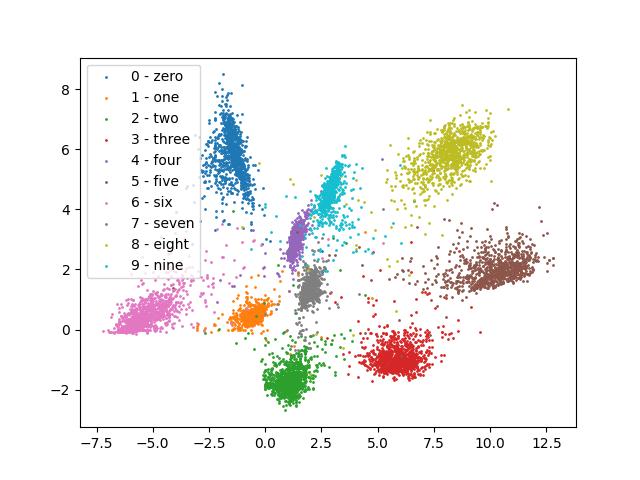 8
6
4
2
0
−2
−7.5 −5.0 −2.5 0.0 2.5 5.0 7.5 10.0 12.5
0 - zero
1 - one
2 - two
3 - three
4 - four
5 - five
6 - six
7 - seven
8 - eight
9 - nine